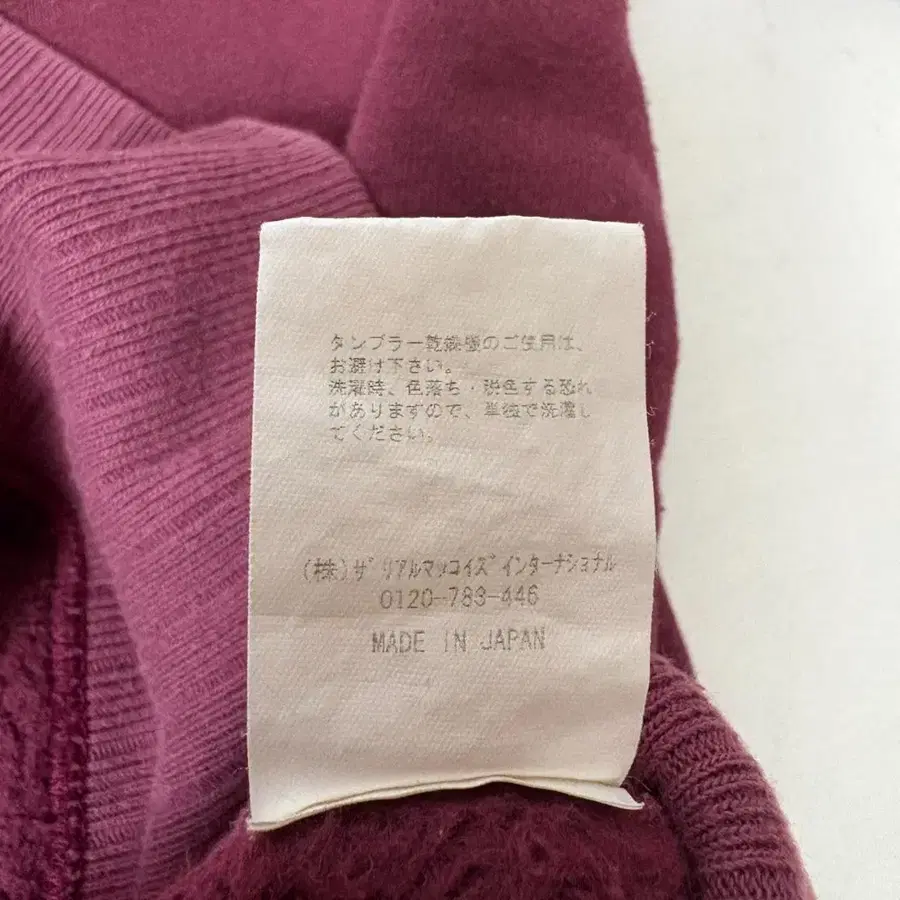 タンブラー乾燥機のご使用は、
お避け下さい。
洗濯時、色落ち・脱色する恐れ
がありますので、単独で洗濯し
てください。
(株)ザ リアルマッコイズ インターナショナル
0120-783-446
MADE IN JAPAN